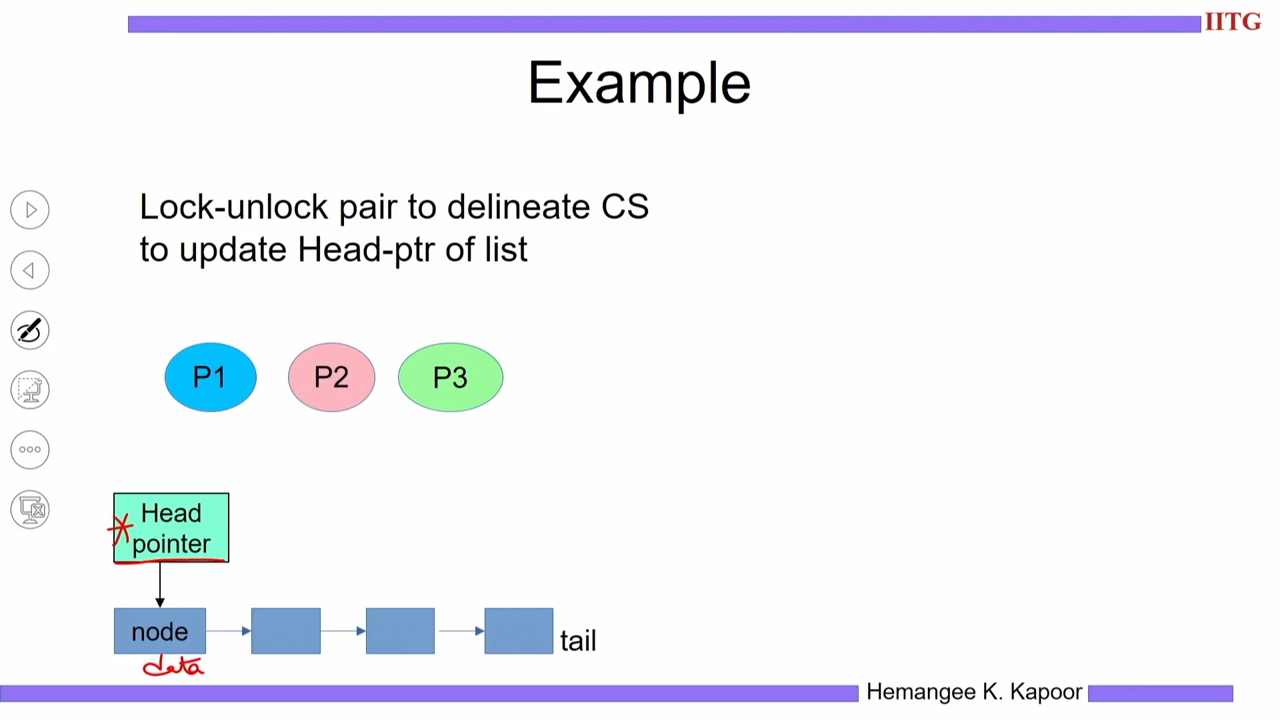 IITG
Example
Lock-unlock pair to delineate CS
to update Head-ptr of list
P1 P2 P3
* Head
pointer
node
tail
data
Hemangee K. Kapoor